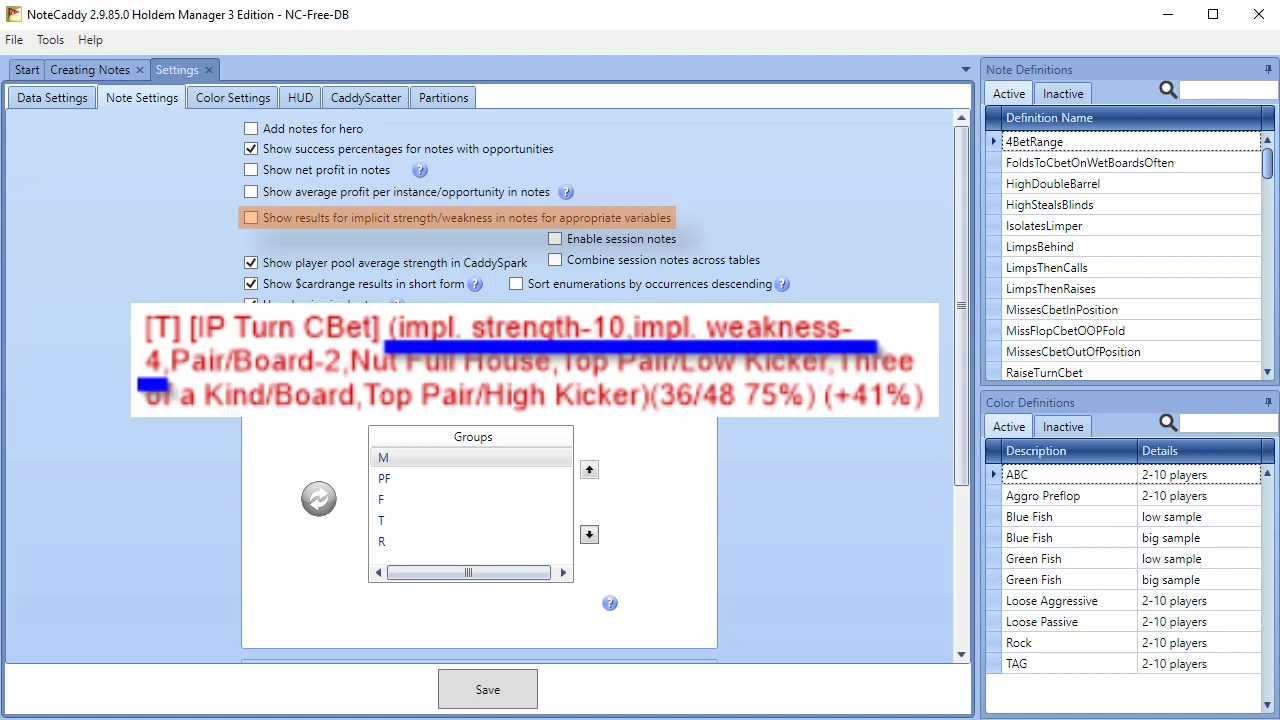 NoteCaddy 2.9.85.0 Holdem Manager 3 Edition - NC-Free-DB
File Tools Help
Start Creating Notes Settings
Data Settings Note Settings Color Settings HUD CaddyScatter Partitions
Add notes for hero
Show success percentages for notes with opportunities
Show net profit in notes
Show average profit per instance/opportunity in notes
Show results for implicit strength/weakness in notes for appropriate variables
Enable session notes
Show player pool average strength in CaddySpark
Combine session notes across tables
Show $cardrange results in short form
Sort enumerations by occurrences descending
[T] [IP Turn CBet] (impl. strength-10,impl. weakness-
4,Pair/Board-2,Nut Full House,Top Pair/Low Kicker,Three
of a Kind/Board,Top Pair/High Kicker)(36/48 75%) (+41%)
Groups
M
PF
F
T
R
Save
Note Definitions
Active Inactive
Definition Name
4BetRange
FoldsToCbetOnWetBoardsOften
HighDoubleBarrel
HighStealsBlinds
IsolatesLimper
LimpsBehind
LimpsThenCalls
LimpsThenRaises
MissesCbetInPosition
MissFlopCbetOOPFold
MissesCbetOutOfPosition
RaiseTurnCbet
Color Definitions
Active Inactive
Description Details
ABC 2-10 players
Aggro Preflop 2-10 players
Blue Fish low sample
Blue Fish big sample
Green Fish low sample
Green Fish big sample
Loose Aggressive 2-10 players
Loose Passive 2-10 players
Rock 2-10 players
TAG 2-10 players